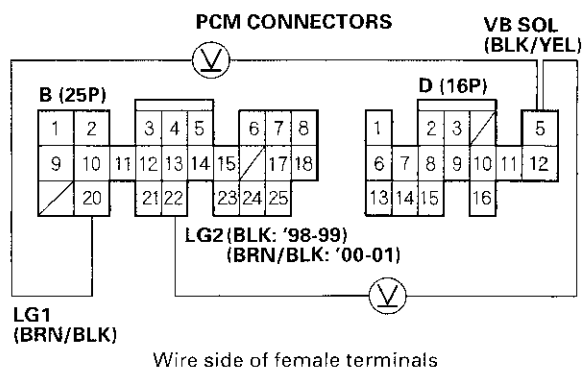 PCM CONNECTORS
VB SOL
(BLK/YEL)
V
B (25P)
D (16P)
1 2 3 4 5 6 7 8
1 2 3 5
9 10 11 12 13 14 15 17 18
6 7 8 9 10 11 12
20 21 22 23 24 25
13 14 15 16
LG2 (BLK: '98-99)
(BRN/BLK: '00-01)
V
LG1
(BRN/BLK)
Wire side of female terminals